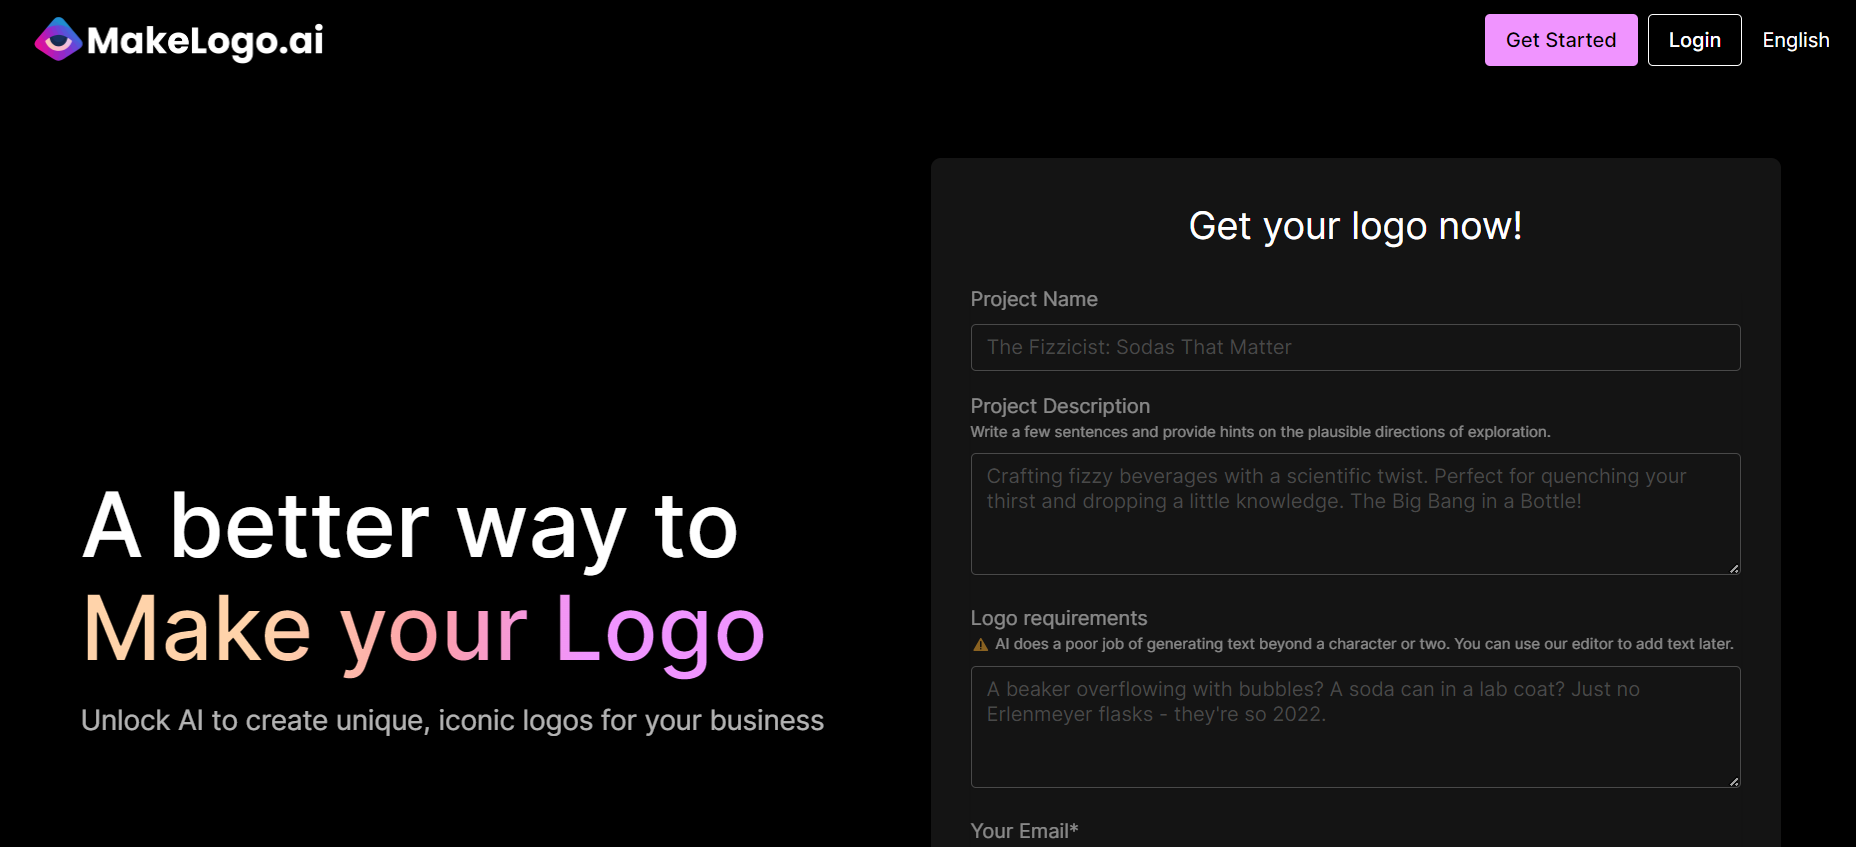 MakeLogo.ai
Get Started
Login
English
A better way to
Make your Logo
Unlock AI to create unique, iconic logos for your business
Get your logo now!
Project Name
The Fizzicist: Sodas That Matter
Project Description
Write a few sentences and provide hints on the plausible directions of exploration.
Crafting fizzy beverages with a scientific twist. Perfect for quenching your
thirst and dropping a little knowledge. The Big Bang in a Bottle!
Logo requirements
⚠ AI does a poor job of generating text beyond a character or two. You can use our editor to add text later.
A beaker overflowing with bubbles? A soda can in a lab coat? Just no
Erlenmeyer flasks - they're so 2022.
Your Email*